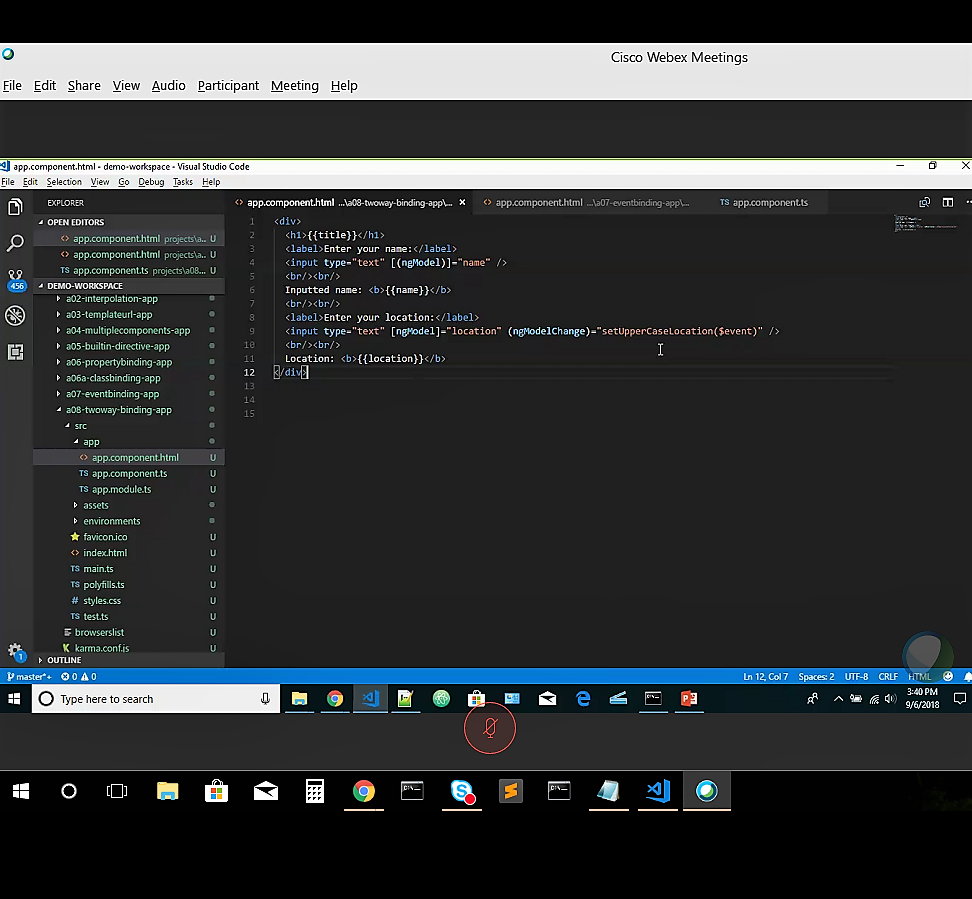 Cisco Webex Meetings
File Edit Share View Audio Participant Meeting Help
app.component.html - demo-workspace - Visual Studio Code
File Edit Selection View Go Debug Tasks Help
EXPLORER
OPEN EDITORS
app.component.html projects\a... U
app.component.html projects\a... U
app.component.ts projects\a08... U
456
DEMO-WORKSPACE
a02-interpolation-app
a03-templateurl-app
a04-multiplecomponents-app
a05-builtin-directive-app
a06-propertybinding-app
a06a-classbinding-app
a07-eventbinding-app
a08-twoway-binding-app
src
app
app.component.html U
app.component.ts U
app.module.ts U
assets
environments
favicon.ico U
index.html U
main.ts U
polyfills.ts U
styles.css U
test.ts U
browserslist U
karma.conf.js U
OUTLINE
1
app.component.html ...\a08-twoway-binding-app\...
app.component.html ...\a07-eventbinding-app\...
app.component.ts
1 <div>
2 <h1>{{title}}</h1>
3 <label>Enter your name:</label>
4 <input type="text" [(ngModel)]="name" />
5 <br/><br/>
6 Inputted name: <b>{{name}}</b>
7 <br/><br/>
8 <label>Enter your location:</label>
9 <input type="text" [ngModel]="location" (ngModelChange)="setUpperCaseLocation($event)" />
10 <br/><br/>
11 Location: <b>{{location}}</b>
12 </div>
13
14
15
master*+ 0 0 Ln 12, Col 7 Spaces: 2 UTF-8 CRLF HTML
Type here to search
3:40 PM
9/6/2018